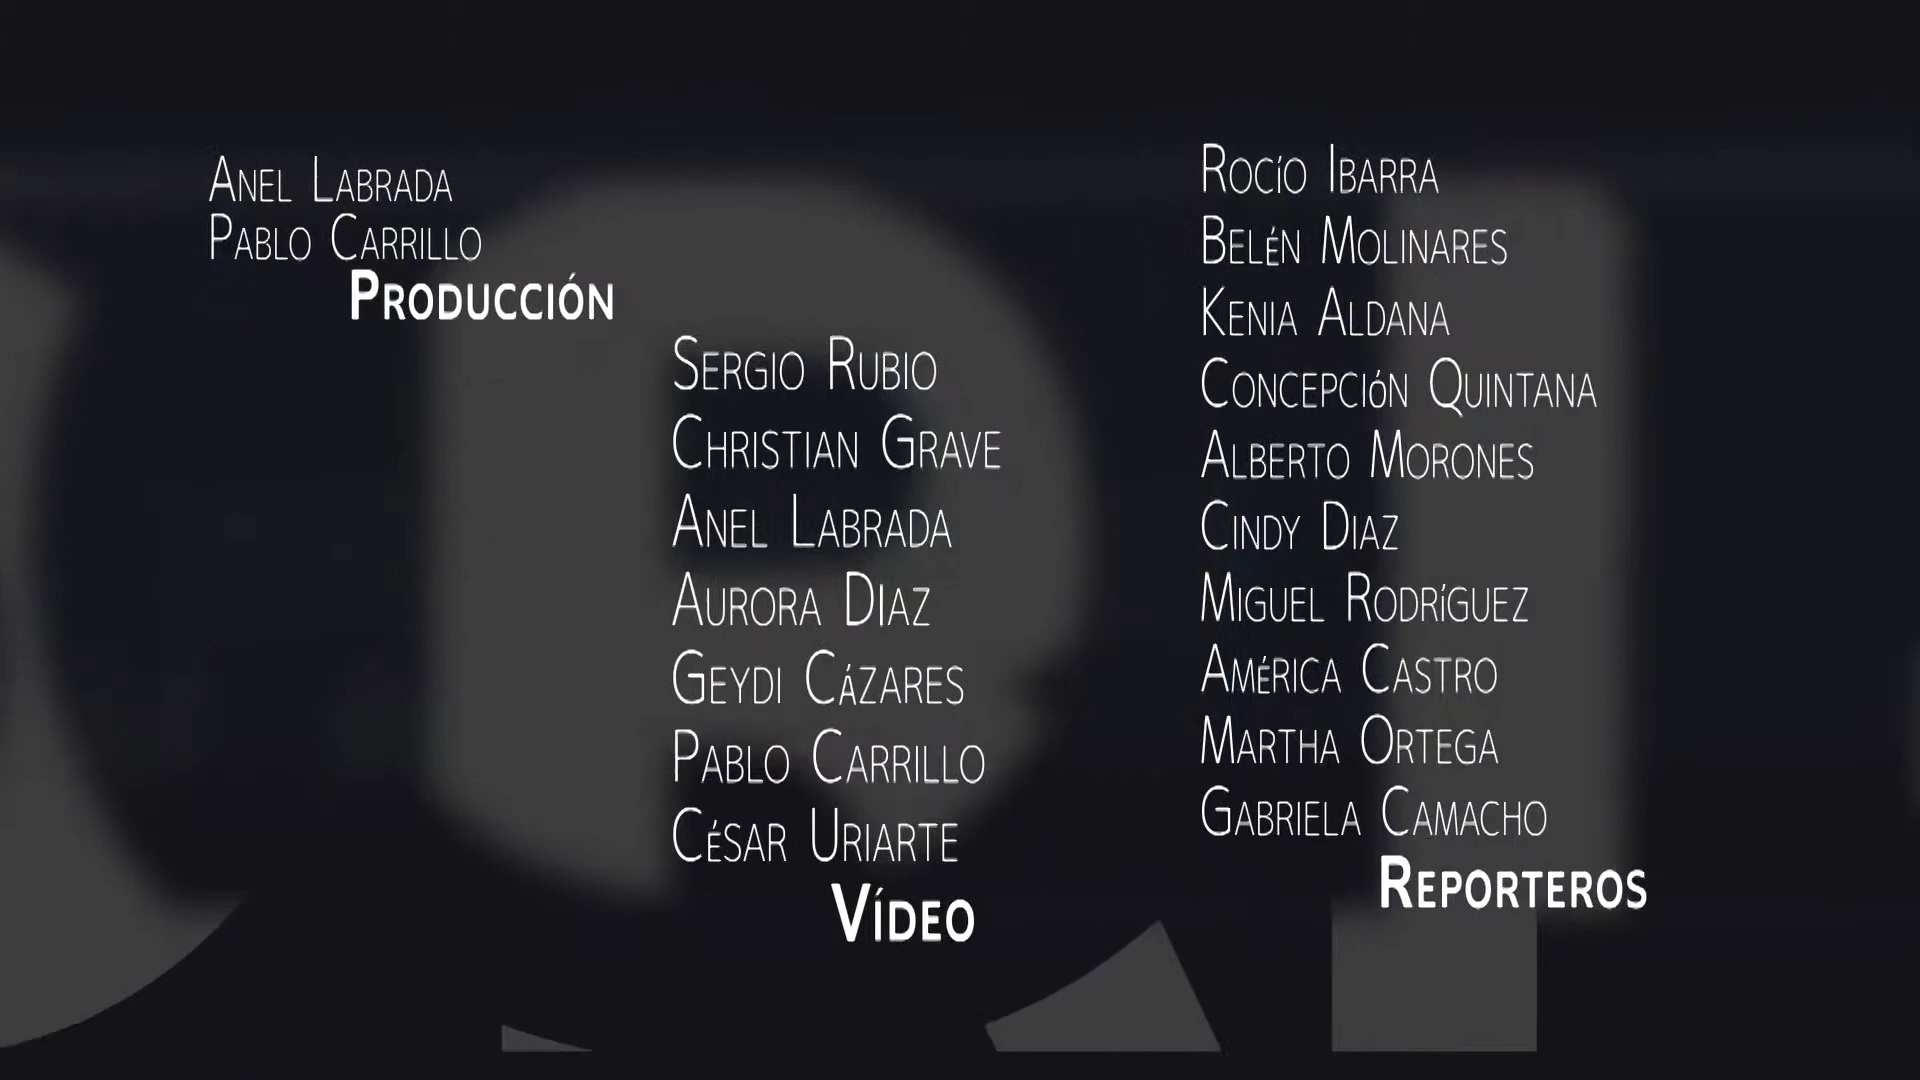 Anel Labrada
Pablo Carrillo
Producción
Sergio Rubio
Christian Grave
Anel Labrada
Aurora Diaz
Geydi Cázares
Pablo Carrillo
César Uriarte
Vídeo
Rocío Ibarra
Belén Molinares
Kenia Aldana
Concepción Quintana
Alberto Morones
Cindy Diaz
Miguel Rodríguez
América Castro
Martha Ortega
Gabriela Camacho
Reporteros